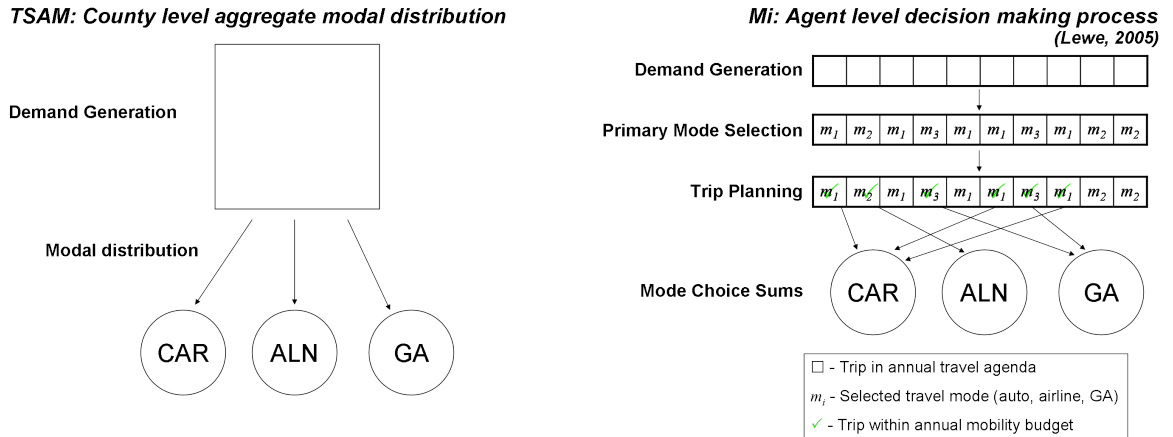 TSAM: County level aggregate modal distribution
Demand Generation
Modal distribution
CAR ALN GA
Mi: Agent level decision making process
(Lewe, 2005)
Demand Generation
Primary Mode Selection m1 m2 m1 m3 m1 m1 m3 m1 m2 m2
Trip Planning m1 m2 m1 m3 m1 m1 m3 m1 m2 m2
Mode Choice Sums CAR ALN GA
□ - Trip in annual travel agenda
mi - Selected travel mode (auto, airline, GA)
✓ - Trip within annual mobility budget